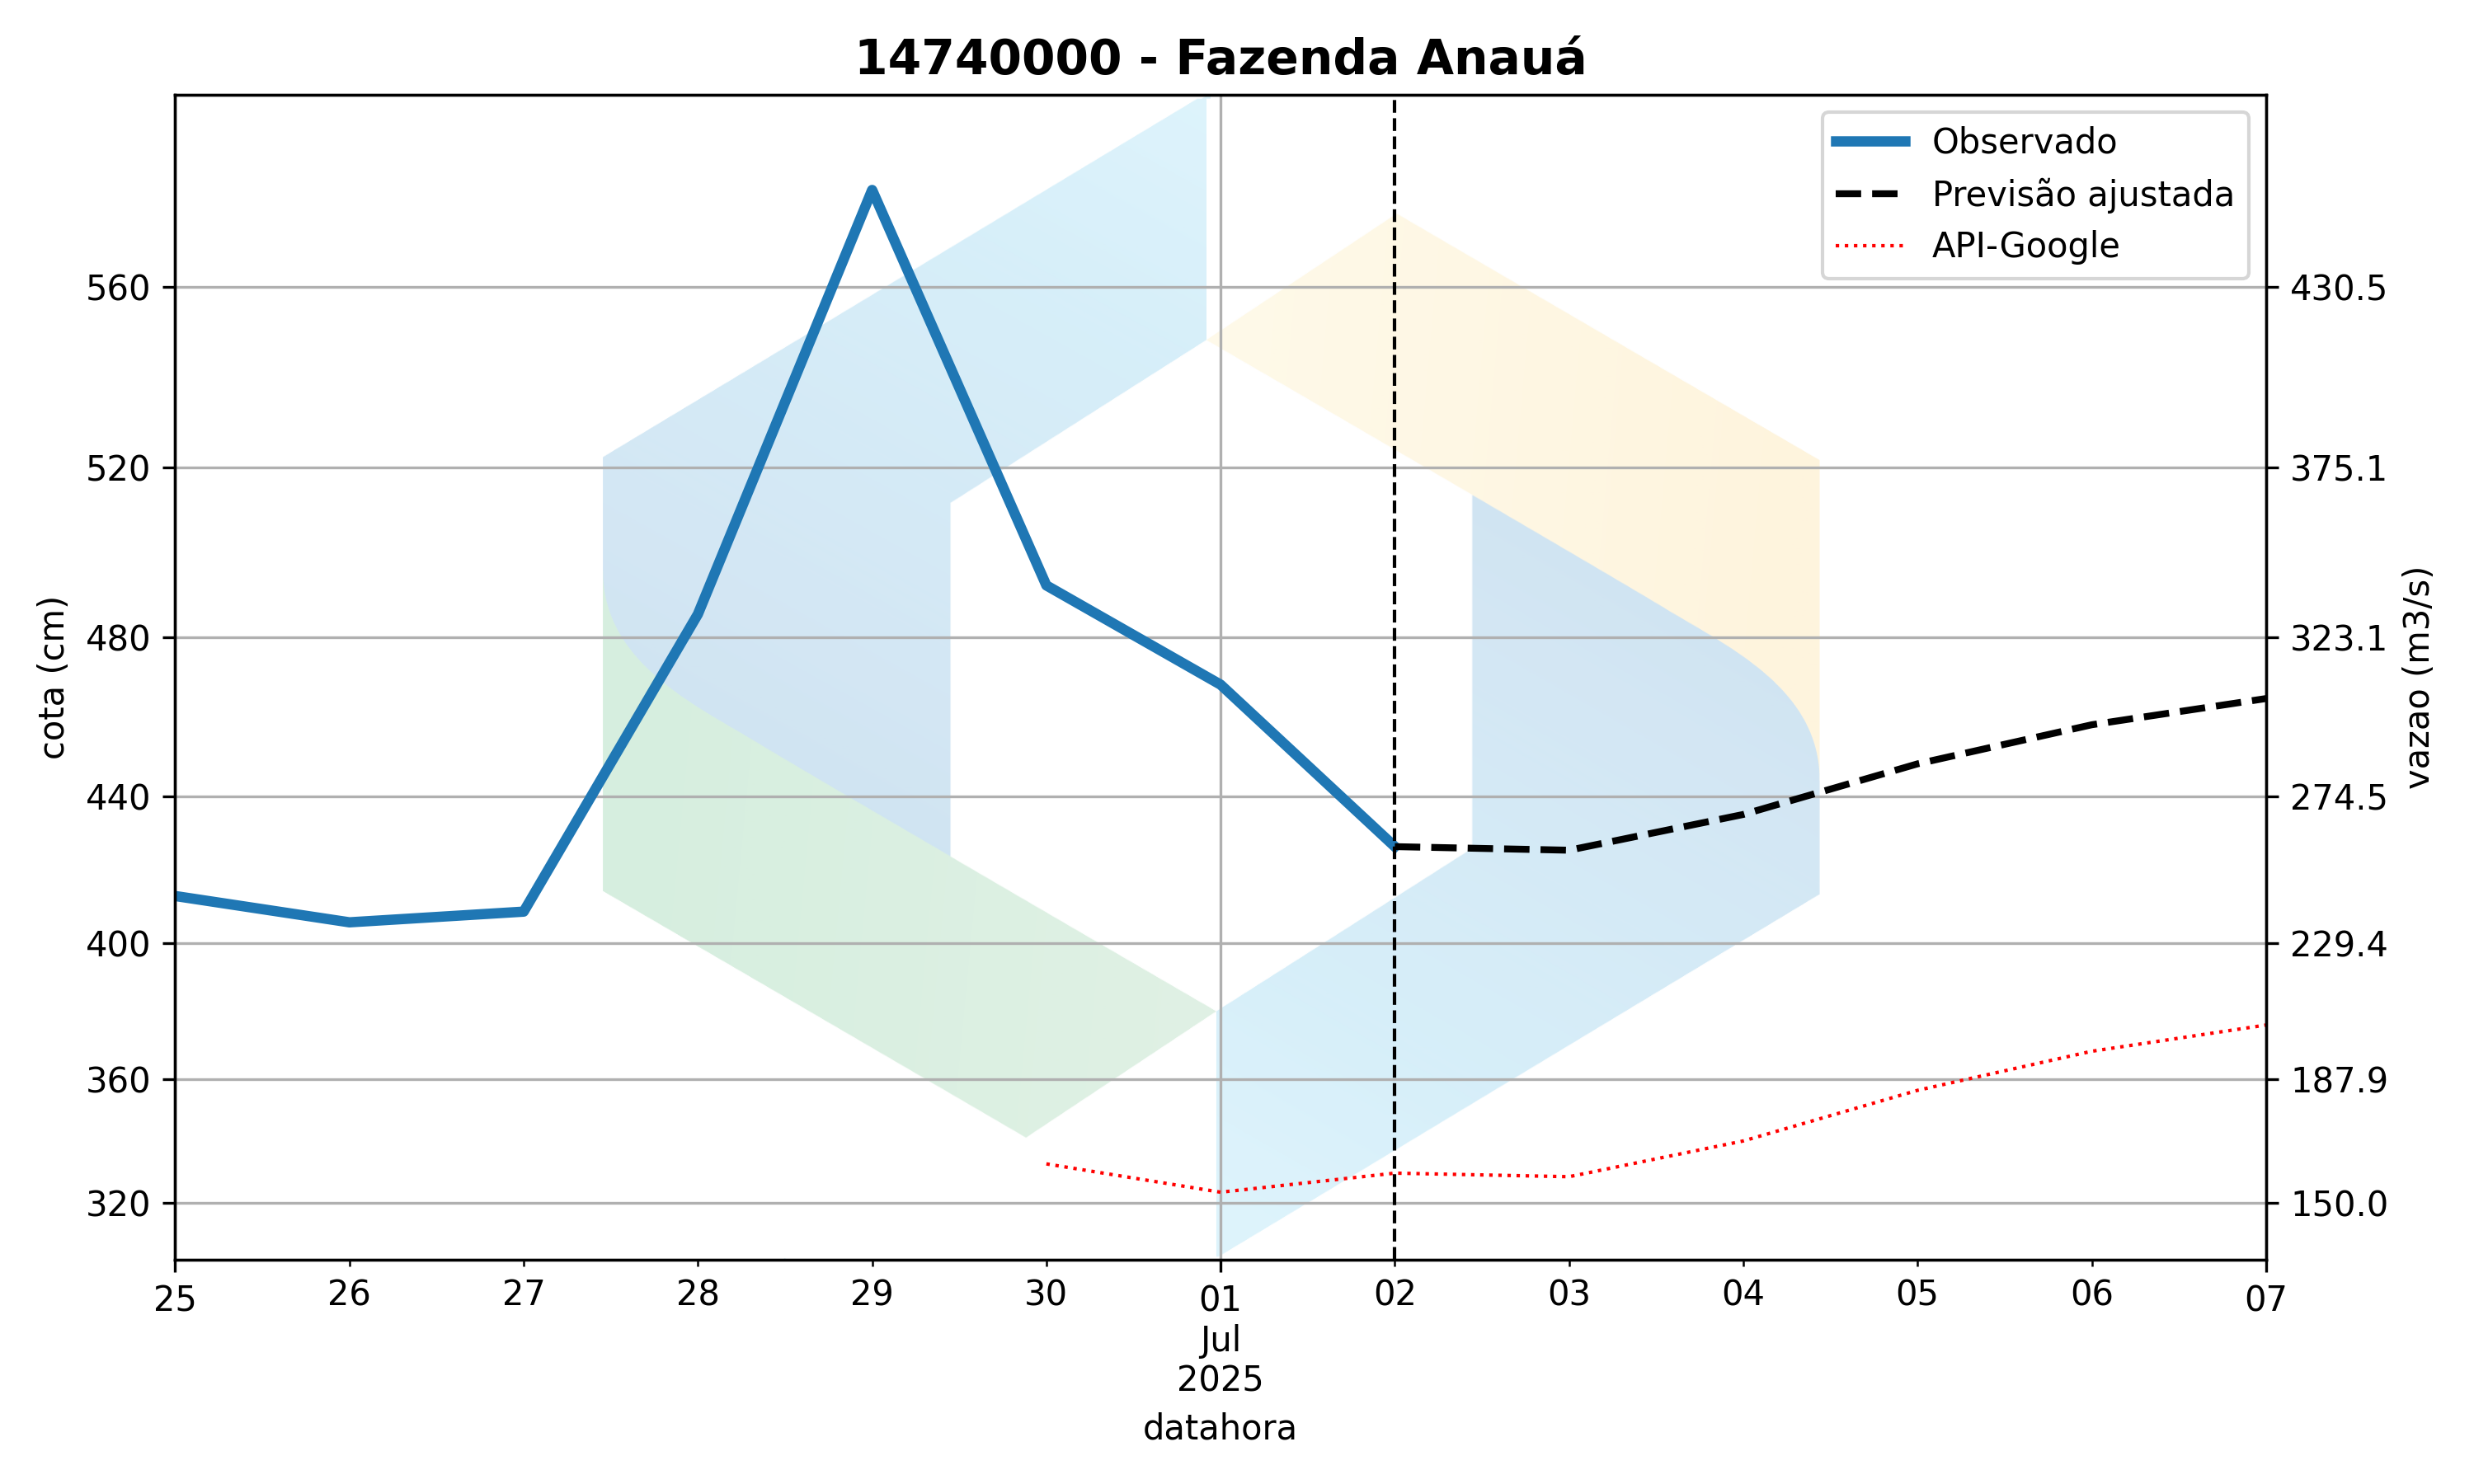 14740000 - Fazenda Anauá
Observado
Previsão ajustada
API-Google
cota (cm)
560
520
480
440
400
360
320
vazao (m3/s)
430.5
375.1
323.1
274.5
229.4
187.9
150.0
25 26 27 28 29 30 01 02 03 04 05 06 07
Jul
2025
datahora